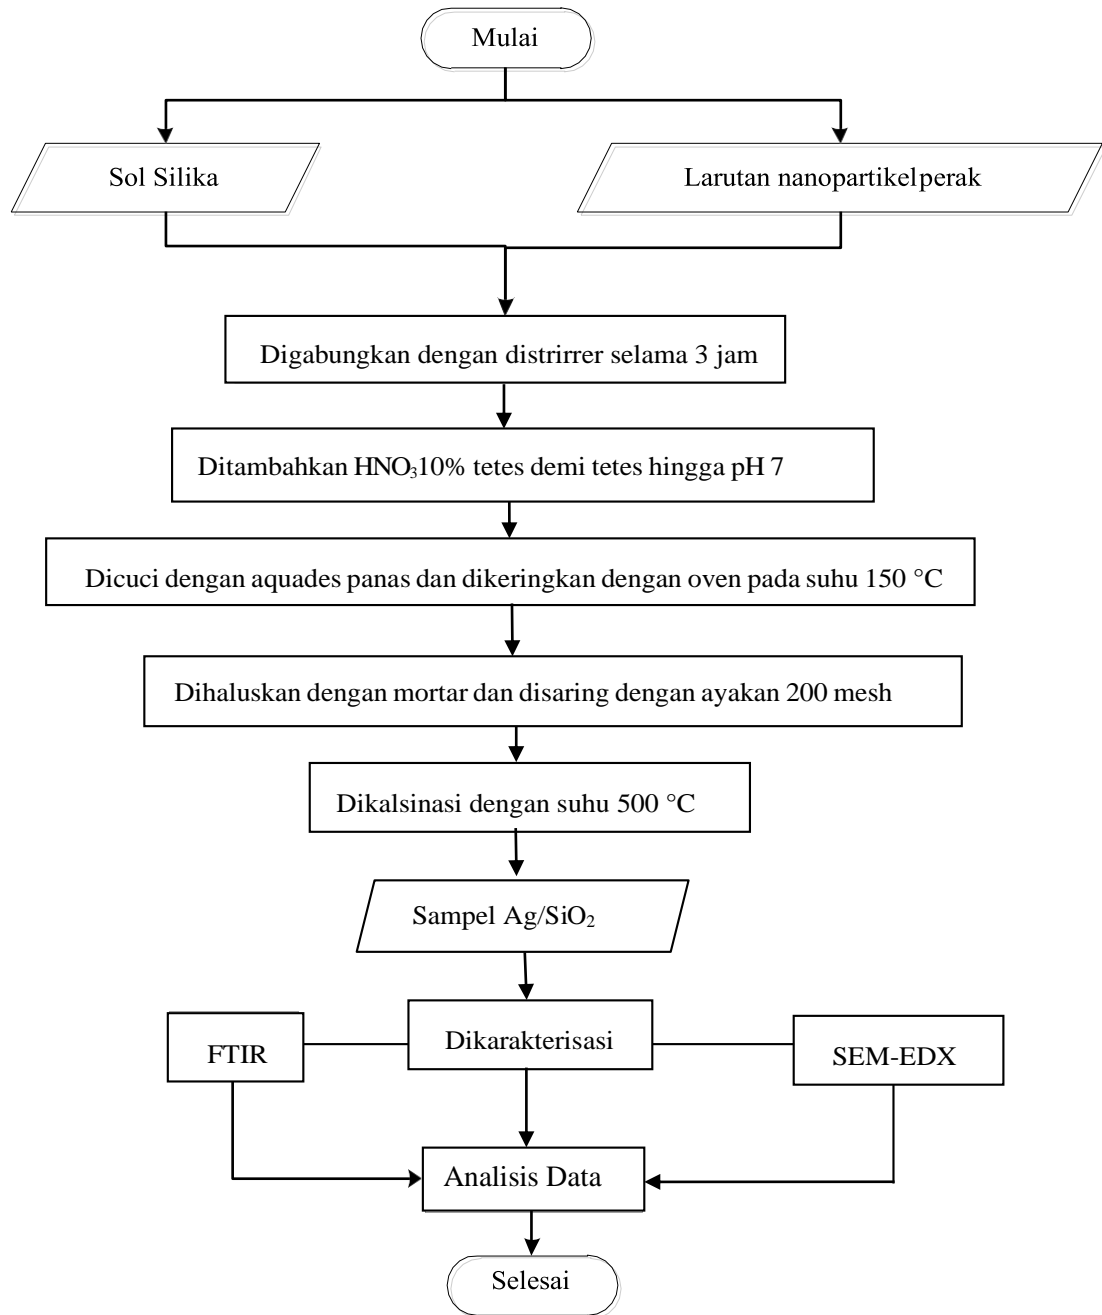 Mulai
Sol Silika
Larutan nanopartikelperak
Digabungkan dengan distrirrer selama 3 jam
Ditambahkan HNO₃10% tetes demi tetes hingga pH 7
Dicuci dengan aquades panas dan dikeringkan dengan oven pada suhu 150 °C
Dihaluskan dengan mortar dan disaring dengan ayakan 200 mesh
Dikalsinasi dengan suhu 500 °C
Sampel Ag/SiO₂
FTIR
Dikarakterisasi
SEM-EDX
Analisis Data
Selesai